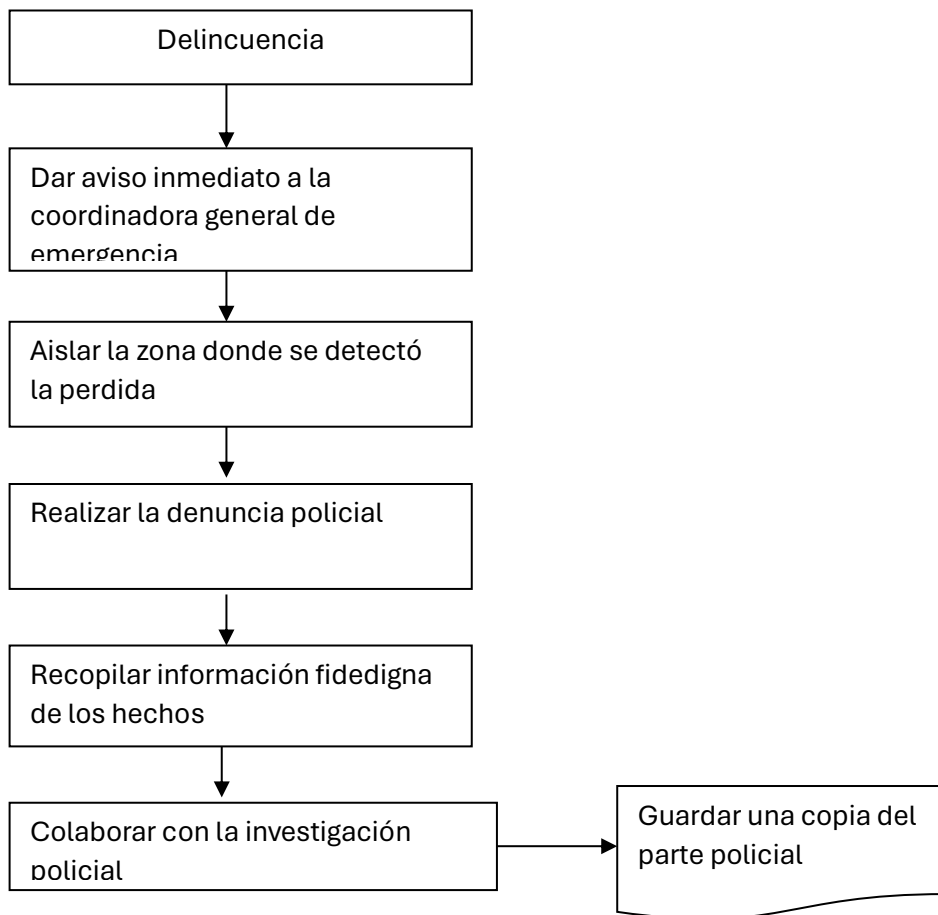 Delincuencia
Dar aviso inmediato a la
coordinadora general de
emergencia
Aislar la zona donde se detectó
la perdida
Realizar la denuncia policial
Recopilar información fidedigna
de los hechos
Colaborar con la investigación
policial
Guardar una copia del
parte policial